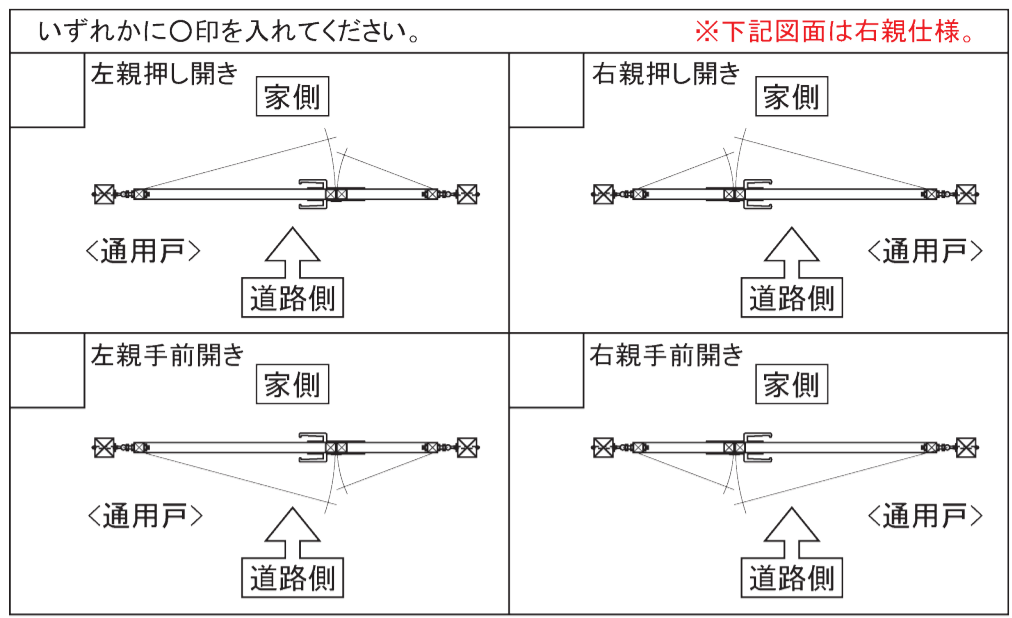 いずれかに〇印を入れてください。
※下記図面は右親仕様。
左親押し開き
家側
<通用戸>
道路側
右親押し開き
家側
<通用戸>
道路側
左親手前開き
家側
<通用戸>
道路側
右親手前開き
家側
<通用戸>
道路側